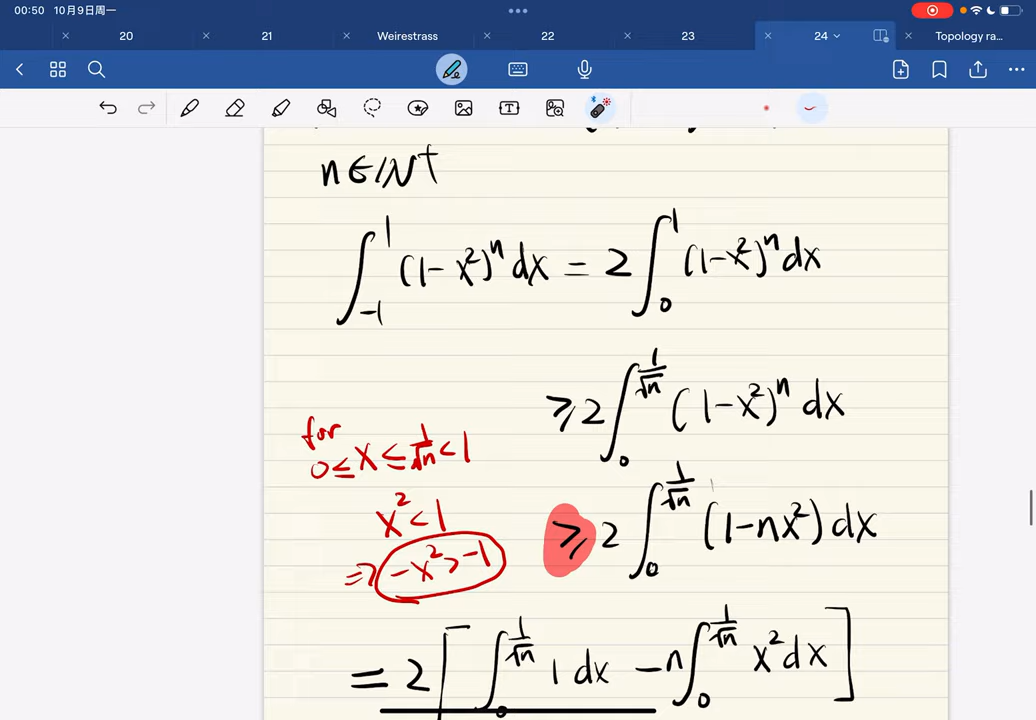 00:50 10月9日周一
20
21
Weirestrass
22
23
24
Topology ra...
n ∈ ℕ⁺
∫₋₁¹ (1-x²)ⁿ dx = 2 ∫₀¹ (1-x²)ⁿ dx
≥ 2 ∫₀^{1/√n} (1-x²)ⁿ dx
for
0 ≤ x ≤ 1/√n < 1
x² < 1
⇒ -x² > -1
≥ 2 ∫₀^{1/√n} (1-nx²) dx
= 2 [ ∫₀^{1/√n} 1 dx - n ∫₀^{1/√n} x² dx ]